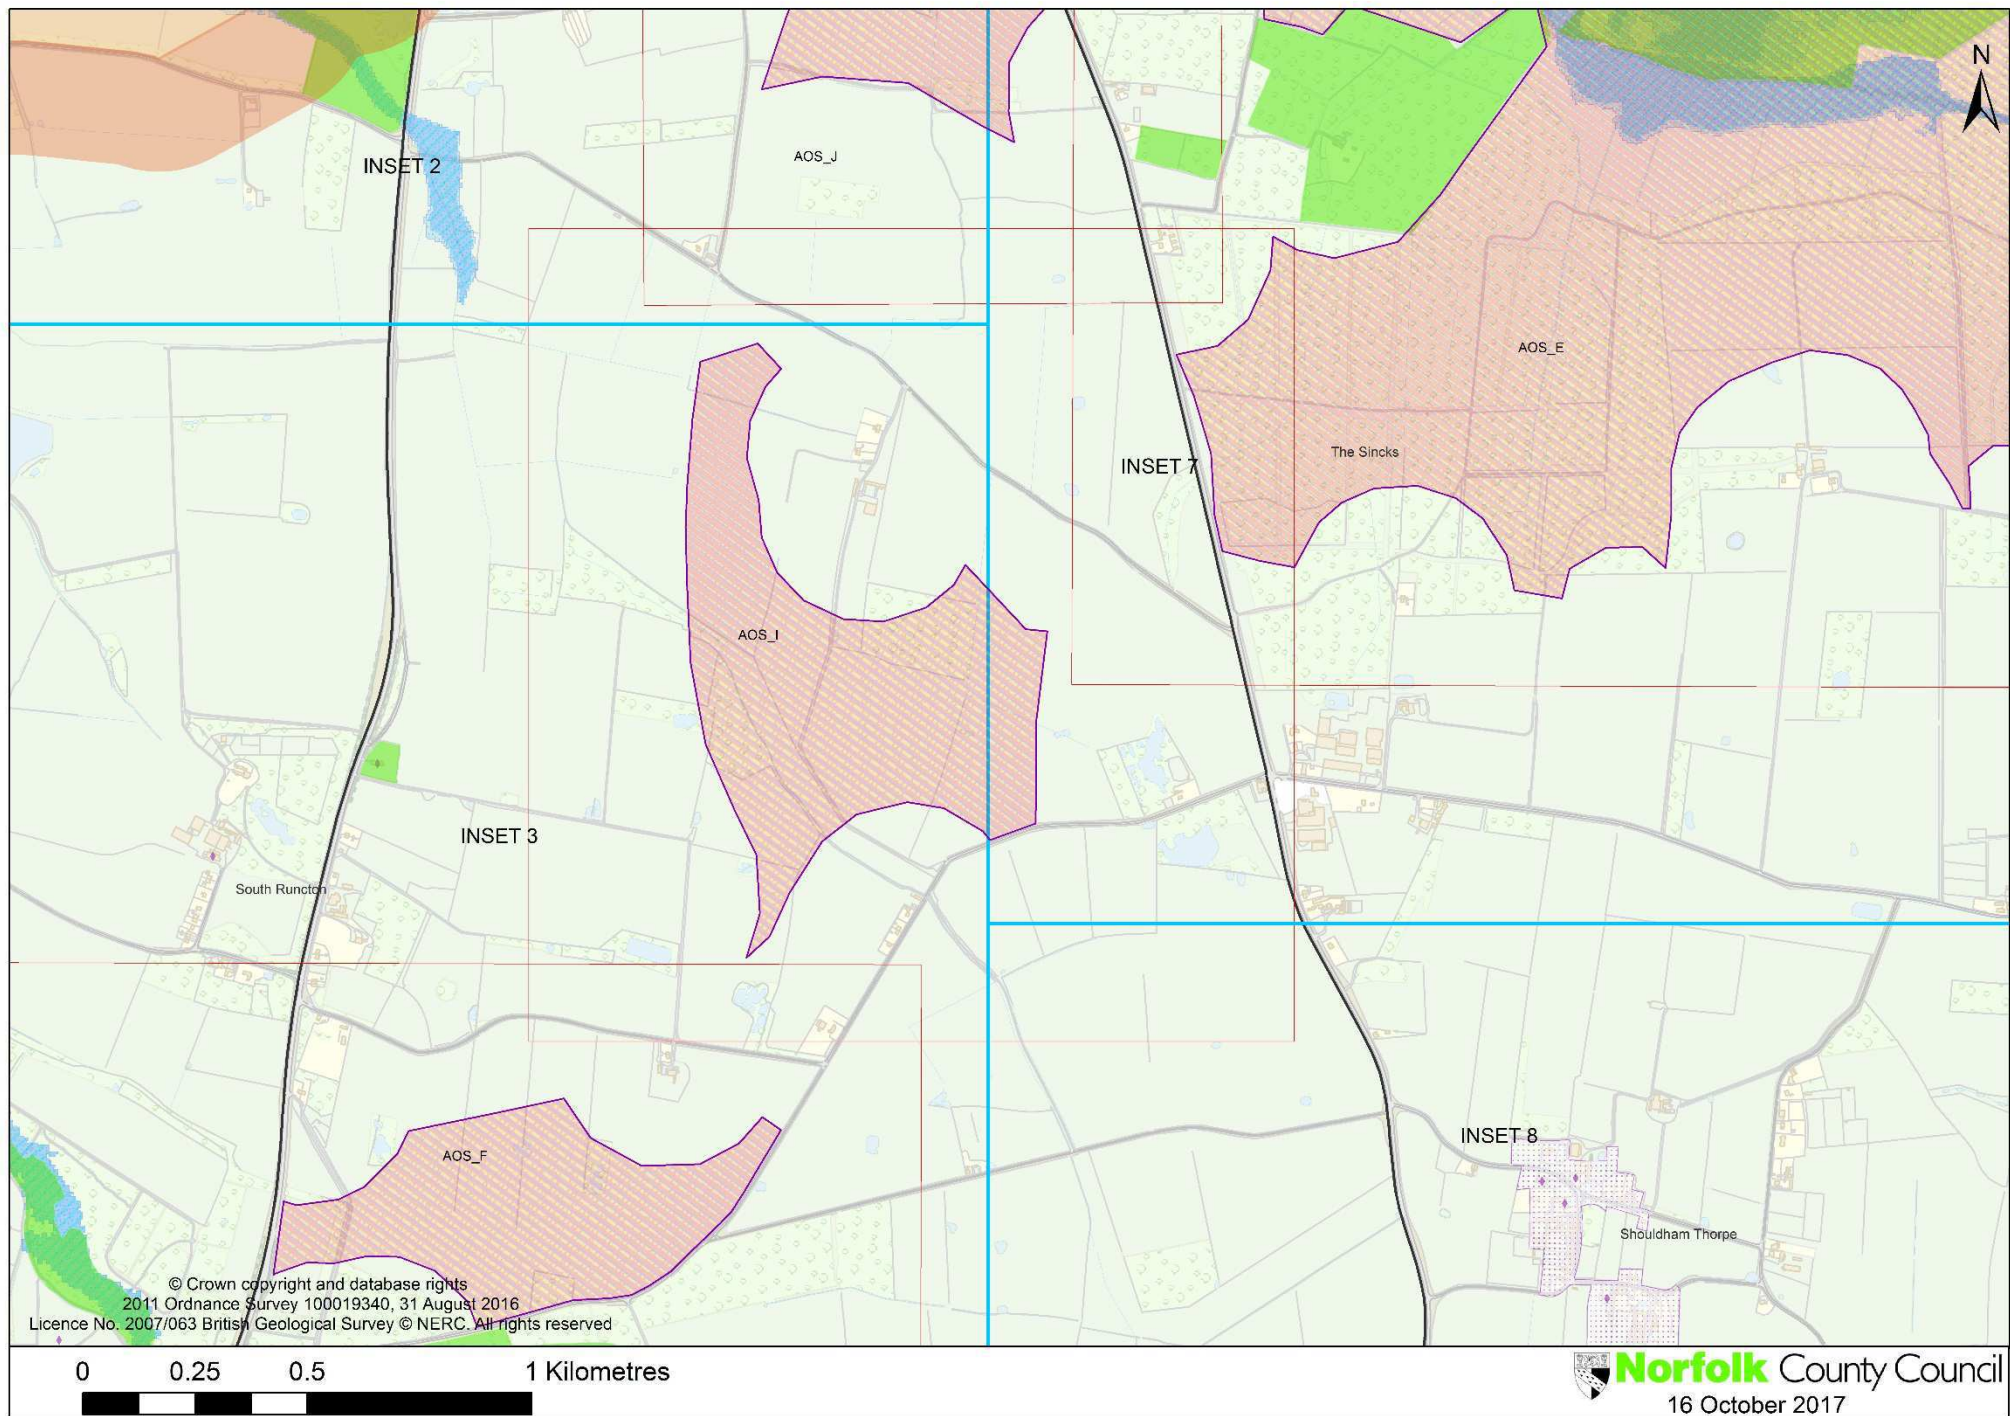 N
INSET 2
AOS_J
AOS_E
The Sincks
INSET 7
AOS_I
INSET 3
South Runcton
INSET 8
AOS_F
Shouldham Thorpe
© Crown copyright and database rights
2011 Ordnance Survey 100019340, 31 August 2016
Licence No. 2007/063 British Geological Survey © NERC. All rights reserved
0 0.25 0.5 1 Kilometres
Norfolk County Council
16 October 2017